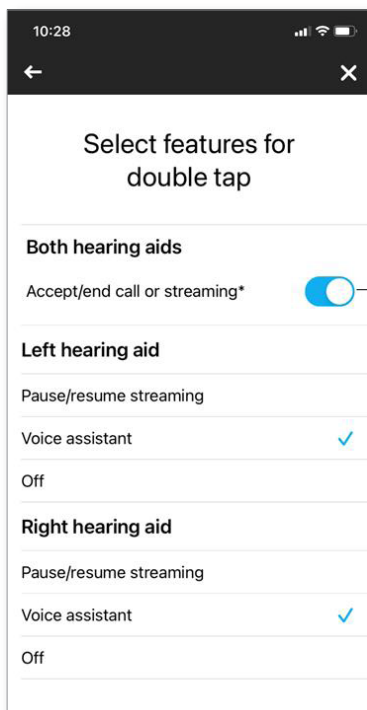 10:28
Select features for
double tap
Both hearing aids
Accept/end call or streaming*
Left hearing aid
Pause/resume streaming
Voice assistant
Off
Right hearing aid
Pause/resume streaming
Voice assistant
Off